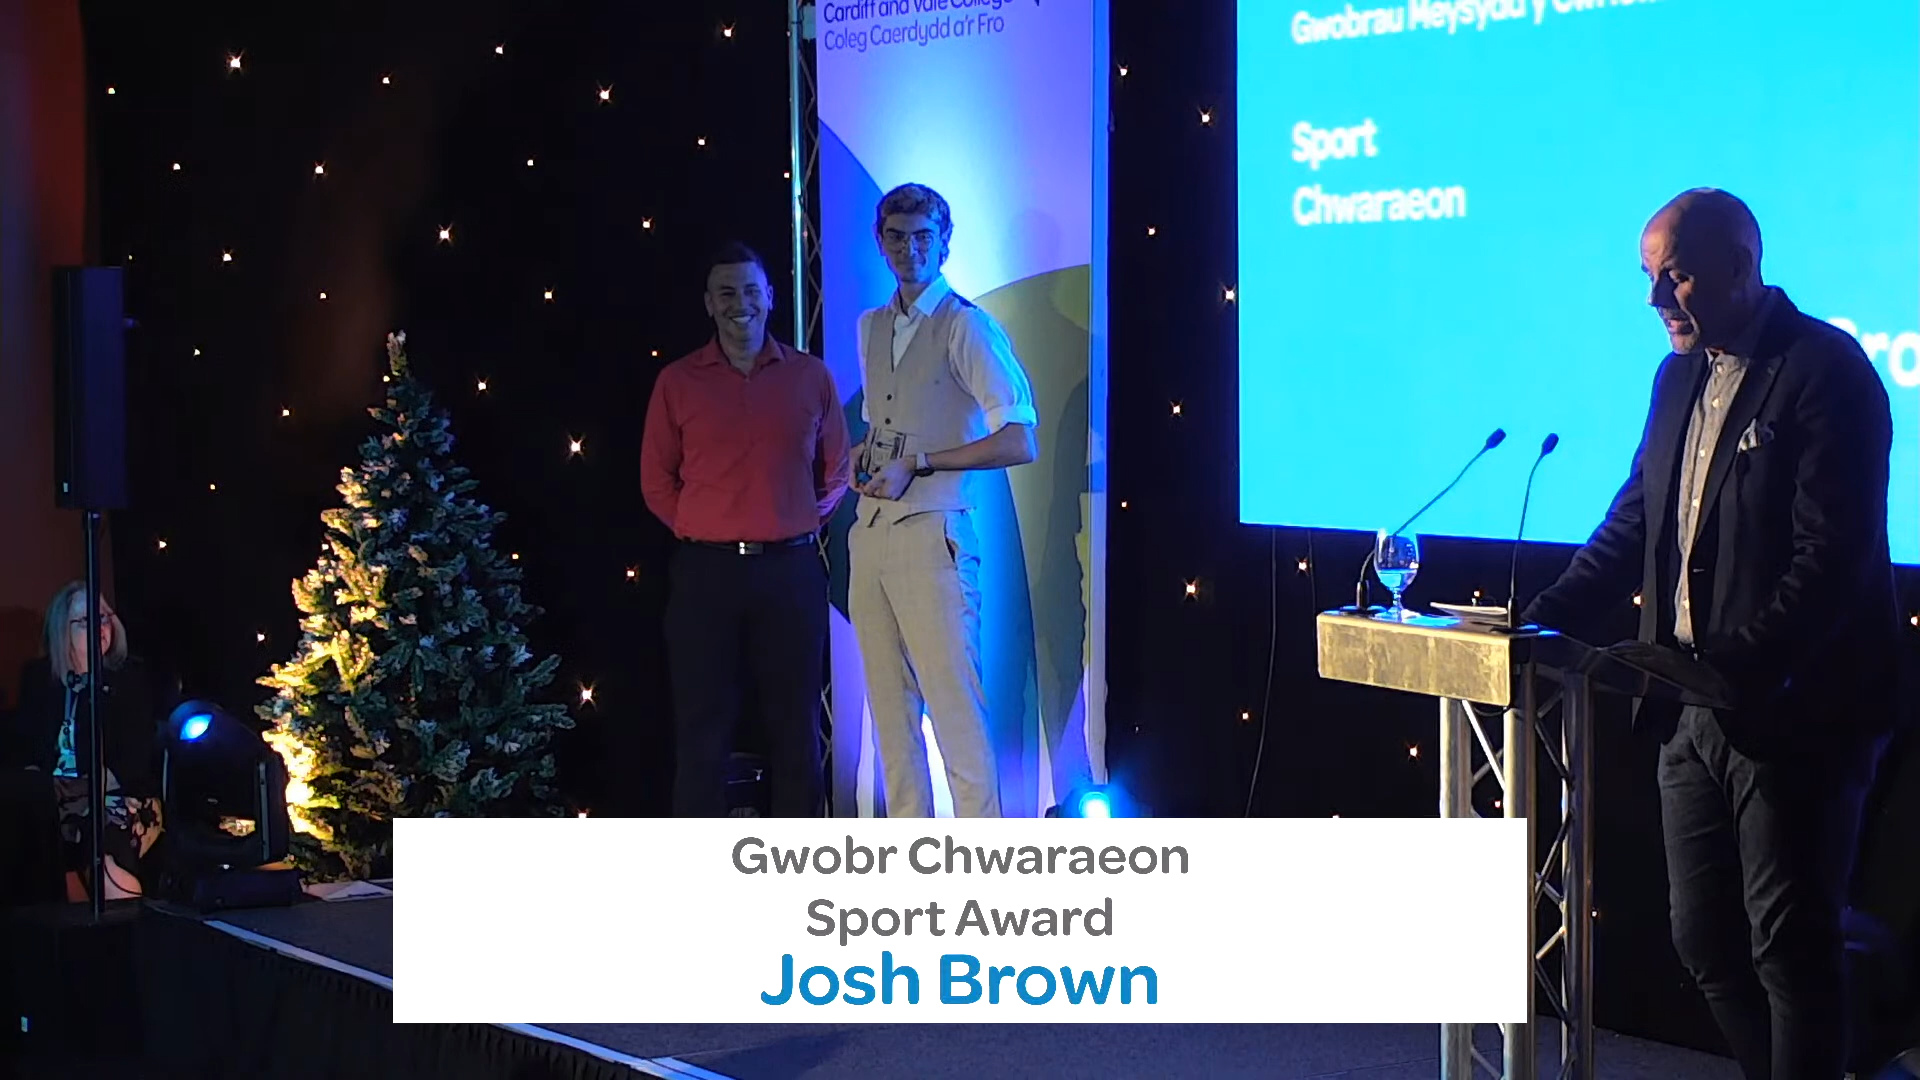 Cardiff and Vale College
Coleg Caerdydd a'r Fro
Gwobrau Meysydd y
Sport
Chwaraeon
Gwobr Chwaraeon
Sport Award
Josh Brown